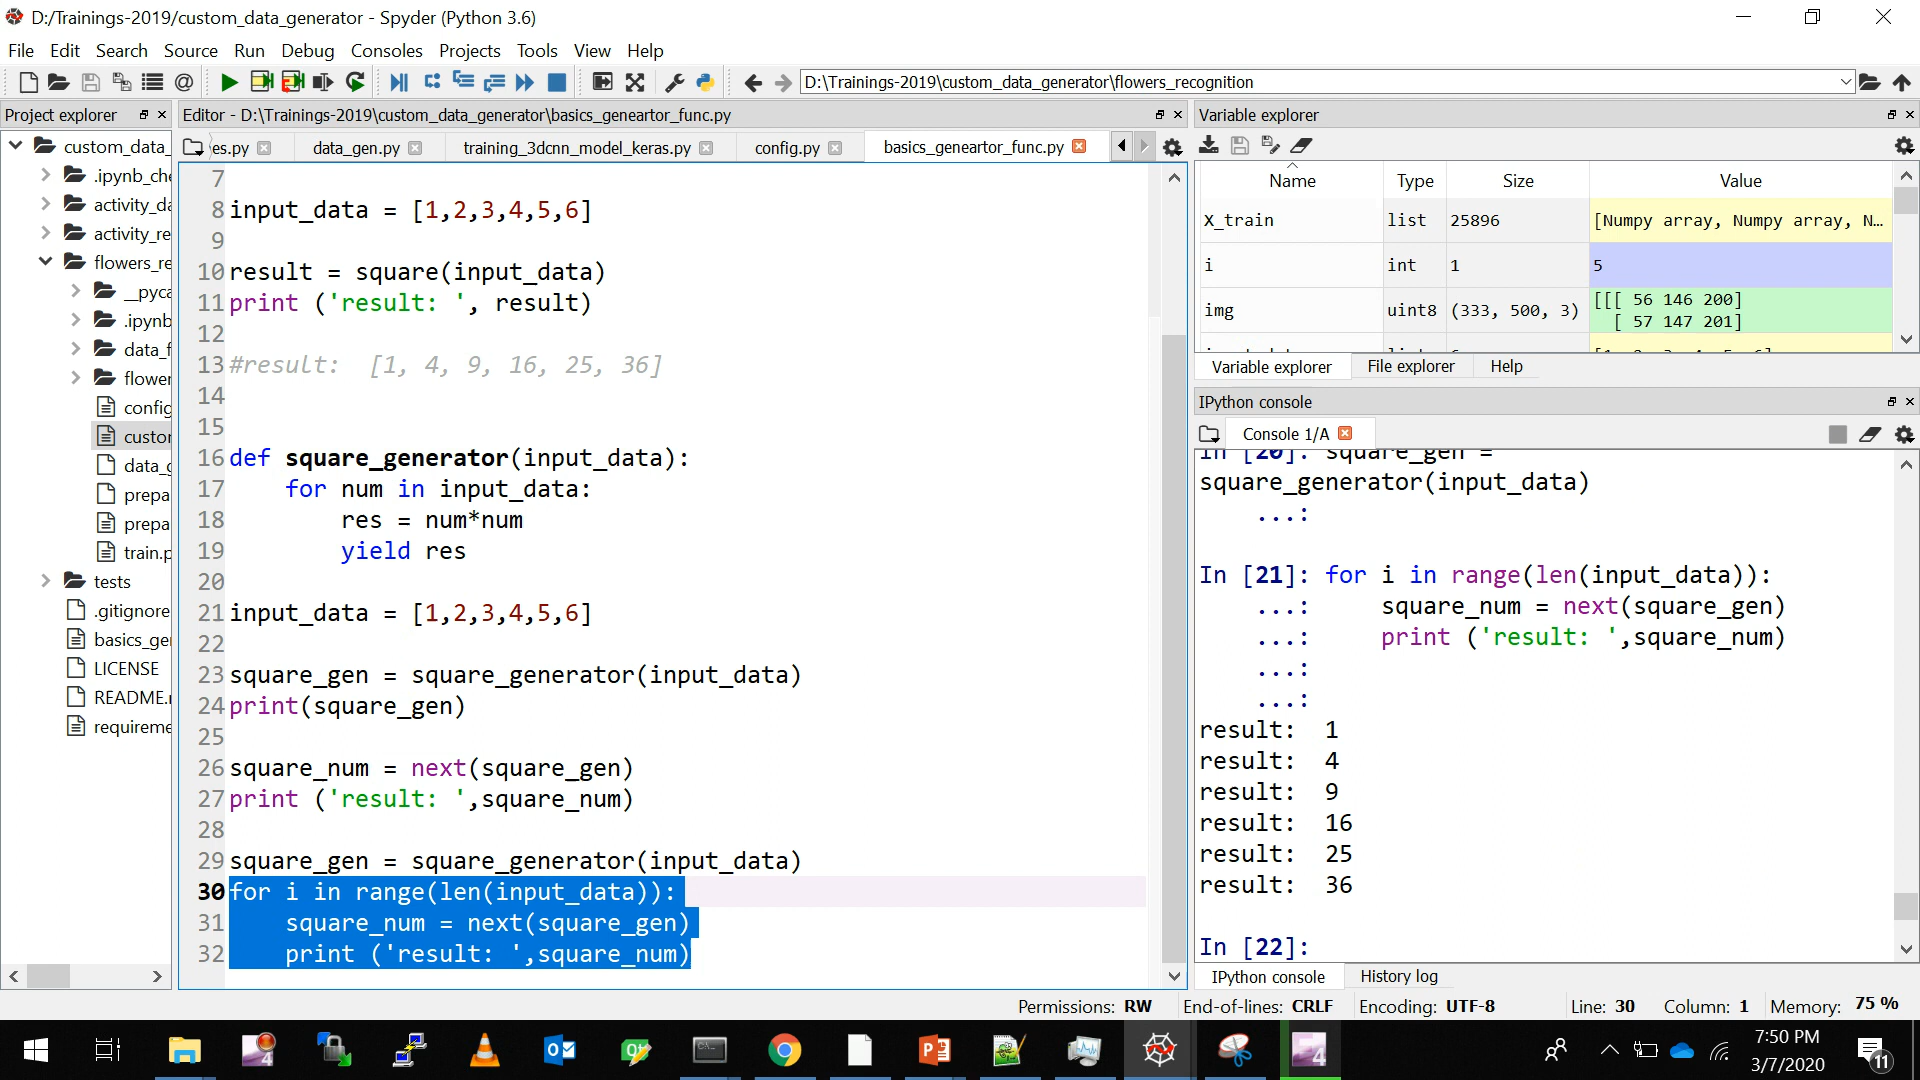 D:/Trainings-2019/custom_data_generator - Spyder (Python 3.6)
File Edit Search Source Run Debug Consoles Projects Tools View Help
D:\Trainings-2019\custom_data_generator\flowers_recognition
Project explorer
custom_data_
.ipynb_che
activity_da
activity_re
flowers_re
__pyca
.ipynb
data_f
flower
config
custor
data_g
prepa
prepa
train.p
tests
.gitignore
basics_ger
LICENSE
README.
requireme
Editor - D:\Trainings-2019\custom_data_generator\basics_geneartor_func.py
es.py data_gen.py training_3dcnn_model_keras.py config.py basics_geneartor_func.py
7
8 input_data = [1,2,3,4,5,6]
9
10 result = square(input_data)
11 print ('result: ', result)
12
13 #result:  [1, 4, 9, 16, 25, 36]
14
15
16 def square_generator(input_data):
17     for num in input_data:
18         res = num*num
19         yield res
20
21 input_data = [1,2,3,4,5,6]
22
23 square_gen = square_generator(input_data)
24 print(square_gen)
25
26 square_num = next(square_gen)
27 print ('result: ',square_num)
28
29 square_gen = square_generator(input_data)
30 for i in range(len(input_data)):
31     square_num = next(square_gen)
32     print ('result: ',square_num)
Variable explorer
Name Type Size Value
X_train list 25896 [Numpy array, Numpy array, N...
i int 1 5
img uint8 (333, 500, 3) [[[ 56 146 200]
[ 57 147 201]
Variable explorer File explorer Help
IPython console
Console 1/A
In [20]: square_gen =
square_generator(input_data)
...:
In [21]: for i in range(len(input_data)):
...:     square_num = next(square_gen)
...:     print ('result: ',square_num)
...:
...:
result:  1
result:  4
result:  9
result:  16
result:  25
result:  36
In [22]:
IPython console History log
Permissions: RW End-of-lines: CRLF Encoding: UTF-8 Line: 30 Column: 1 Memory: 75 %
7:50 PM
3/7/2020
11